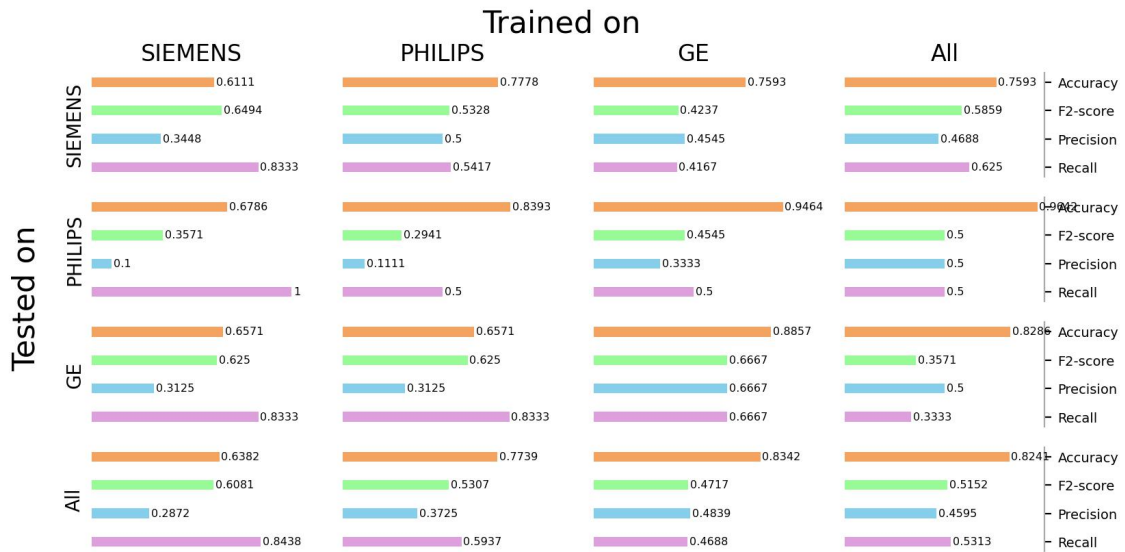 Trained on
SIEMENS PHILIPS GE All
Tested on
SIEMENS
0.6111 0.7778 0.7593 0.7593 Accuracy
0.6494 0.5328 0.4237 0.5859 F2-score
0.3448 0.5 0.4545 0.4688 Precision
0.8333 0.5417 0.4167 0.625 Recall
PHILIPS
0.6786 0.8393 0.9464 Accuracy
0.3571 0.2941 0.4545 0.5 F2-score
0.1 0.1111 0.3333 0.5 Precision
1 0.5 0.5 0.5 Recall
GE
0.6571 0.6571 0.8857 0.8286 Accuracy
0.625 0.625 0.6667 0.3571 F2-score
0.3125 0.3125 0.6667 0.5 Precision
0.8333 0.8333 0.6667 0.3333 Recall
All
0.6382 0.7739 0.8342 0.8241 Accuracy
0.6081 0.5307 0.4717 0.5152 F2-score
0.2872 0.3725 0.4839 0.4595 Precision
0.8438 0.5937 0.4688 0.5313 Recall